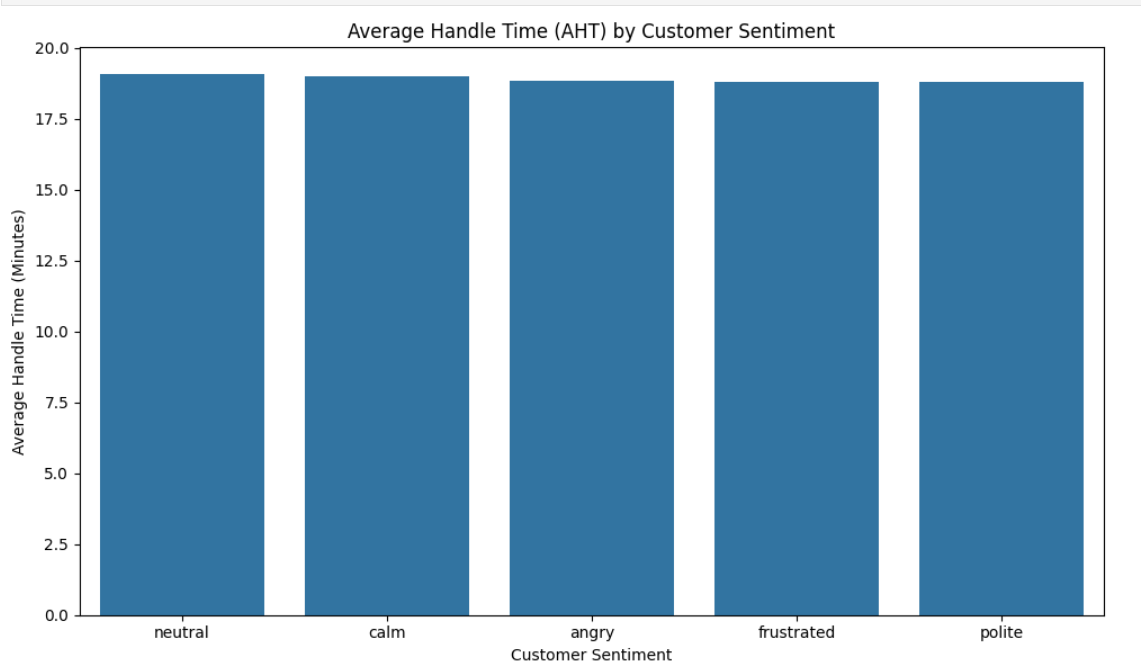 Average Handle Time (AHT) by Customer Sentiment
20.0
17.5
15.0
12.5
10.0
7.5
5.0
2.5
0.0
Average Handle Time (Minutes)
neutral calm angry frustrated polite
Customer Sentiment